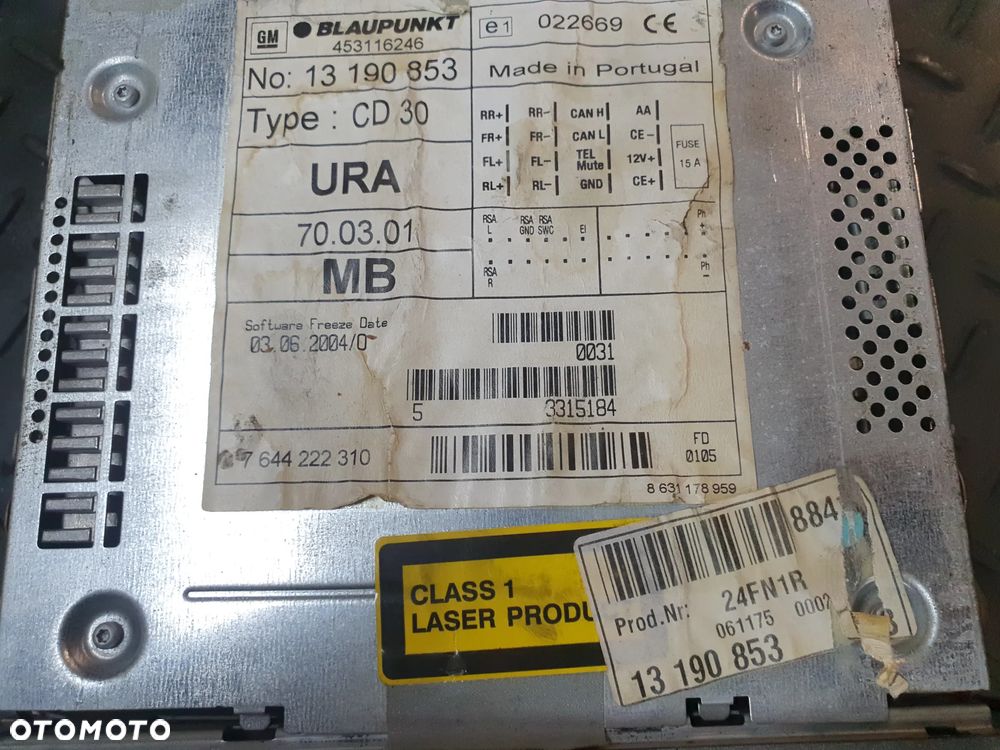 GM BLAUPUNKT
453116246
e1 022669 CE
No: 13 190 853
Made in Portugal
Type : CD 30
RR+ RR- CAN H AA
FR+ FR- CAN L CE-
FL+ FL- TEL Mute 12V+
RL+ RL- GND CE+
FUSE
15 A
URA
70.03.01
MB
RSA L RSA GND RSA SWC EI Ph +
RSA R Ph -
Software Freeze Date
03.06.2004/0
0031
5 3315184
7 644 222 310
FD
0105
8 631 178 959
CLASS 1
LASER PRODU
884
Prod.Nr: 24FN1R
061175 0002
13 190 853
OTOMOTO